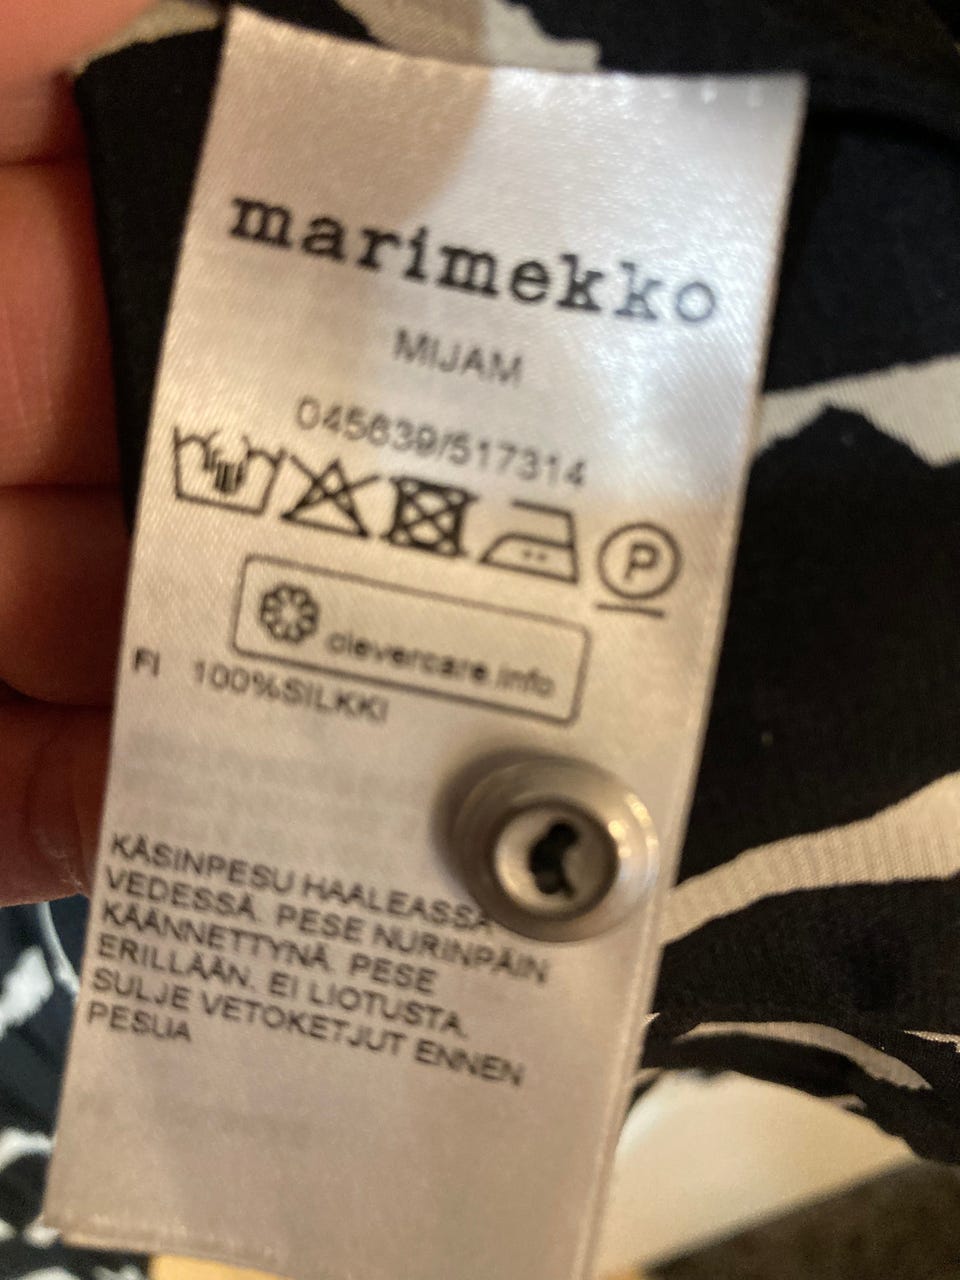 marimekko
MIJAM
045639/517314
P
clevercare.info
FI 100%SILKKI
KÄSINPESU HAALEASSA
VEDESSÄ. PESE NURINPÄIN
KÄÄNNETTYNÄ. PESE
ERILLÄÄN. EI LIOTUSTA.
SULJE VETOKETJUT ENNEN
PESUA